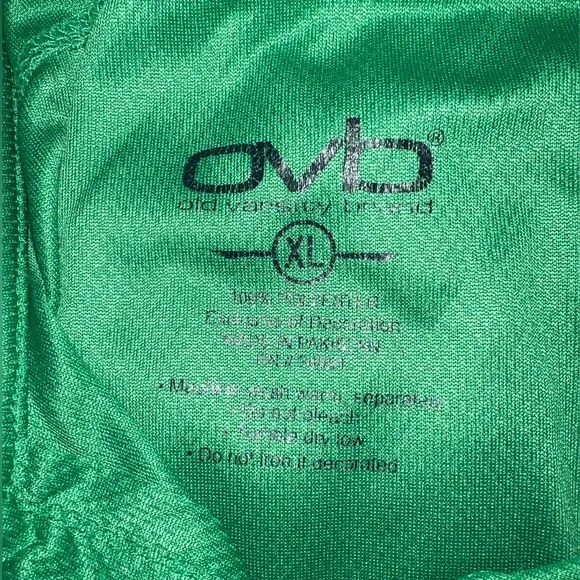 ovb®
old varsity brand
XL
100% POLYESTER
Exclusive of Decoration
MADE IN PAKISTAN
RN #
• Machine wash warm, separately
• Do not bleach
• Tumble dry low
• Do not iron if decorated